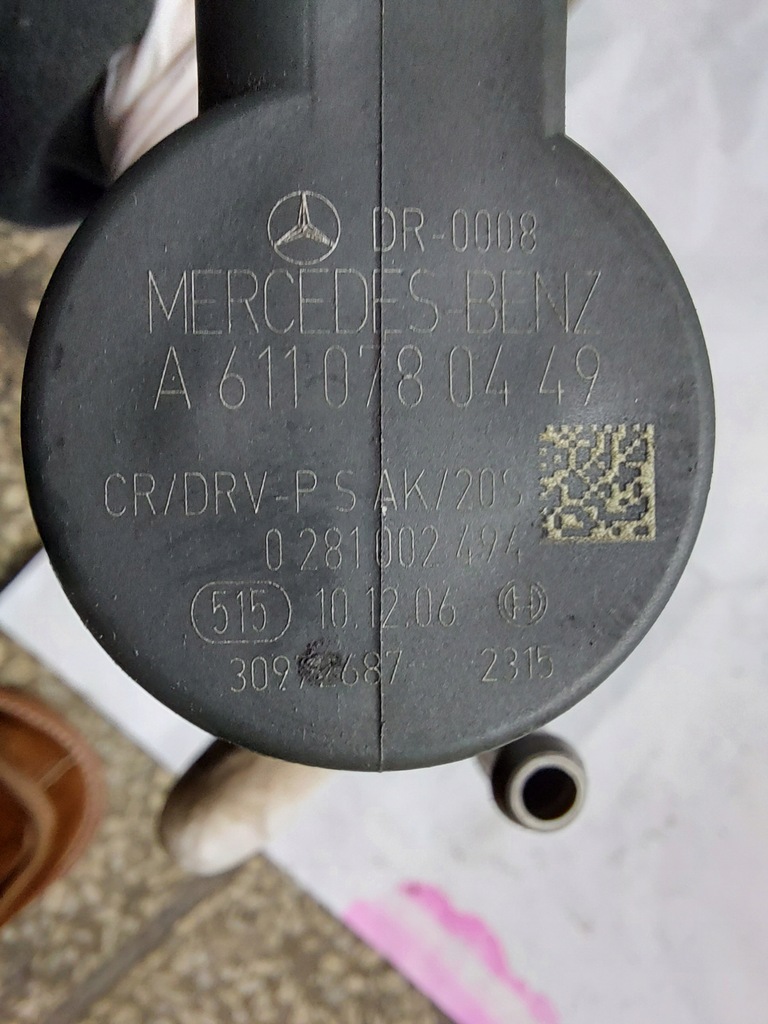 DR-0008
MERCEDES-BENZ
A 611 078 04 49
CR/DRV-P S AK/20S
0 281 002 494
515 10.12.06
2315